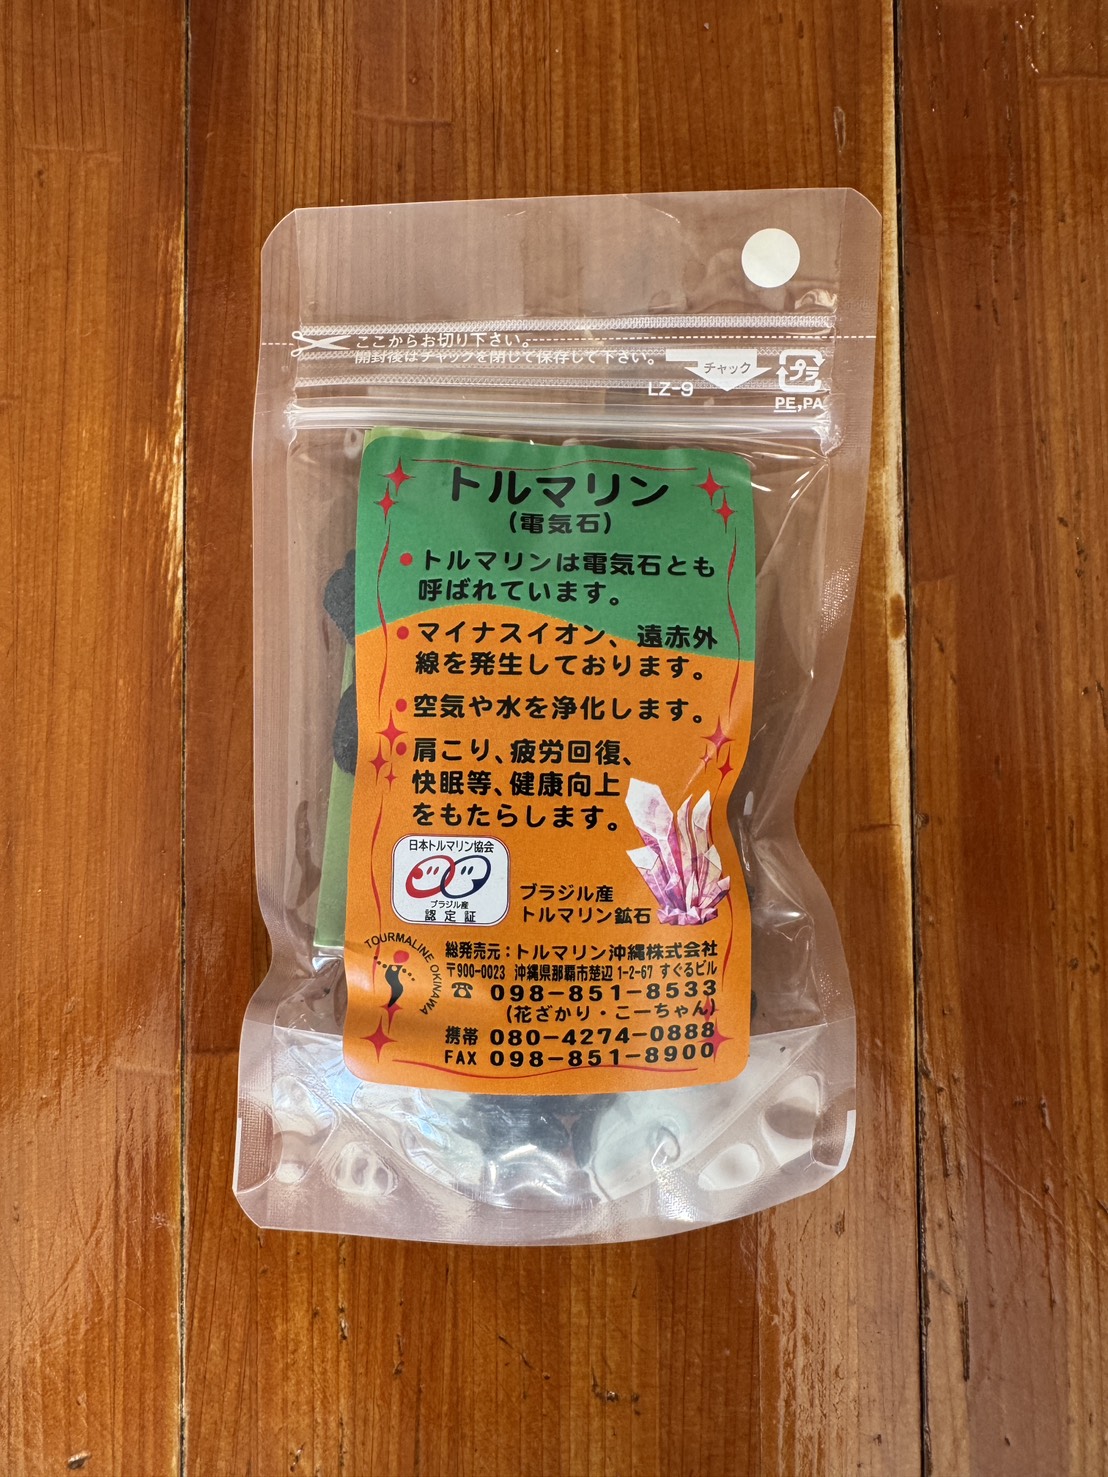 ここからお切り下さい。
開封後はチャックを閉じて保存して下さい。
チャック
プラ
LZ-9
PE,PA
トルマリン
(電気石)
●トルマリンは電気石とも
呼ばれています。
●マイナスイオン、遠赤外
線を発生しております。
●空気や水を浄化します。
●肩こり、疲労回復、
快眠等、健康向上
をもたらします。
日本トルマリン協会
ブラジル産
認定証
ブラジル産
トルマリン鉱石
TOURMALINE OKINAWA
総発売元:トルマリン沖縄株式会社
〒900-0023 沖縄県那覇市楚辺1-2-67 すぐるビル
☎ 098-851-8533
(花ざかり・こーちゃん)
携帯 080-4274-0888
FAX 098-851-8900